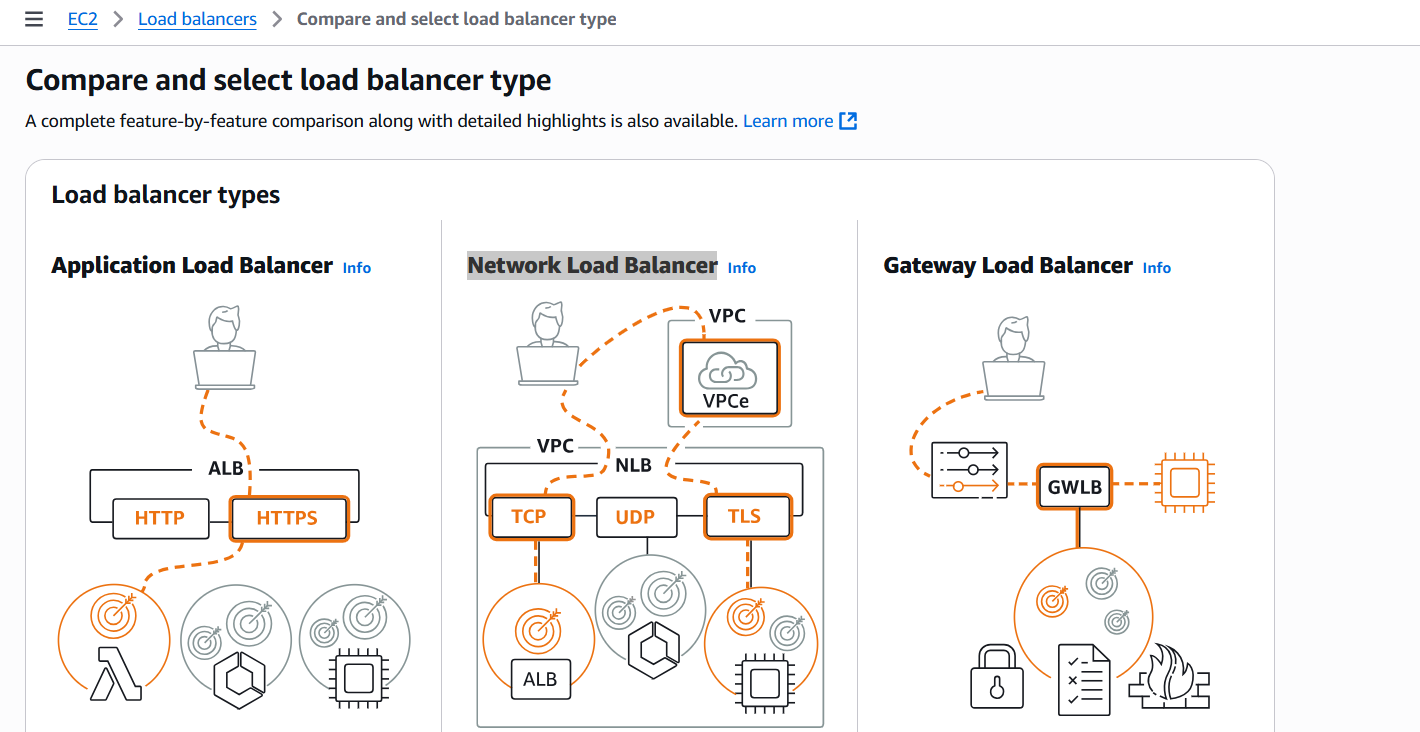 EC2 > Load balancers > Compare and select load balancer type
Compare and select load balancer type
A complete feature-by-feature comparison along with detailed highlights is also available. Learn more
Load balancer types
Application Load Balancer Info
ALB
HTTP HTTPS
Network Load Balancer Info
VPC
VPCe
VPC
NLB
TCP UDP TLS
ALB
Gateway Load Balancer Info
GWLB